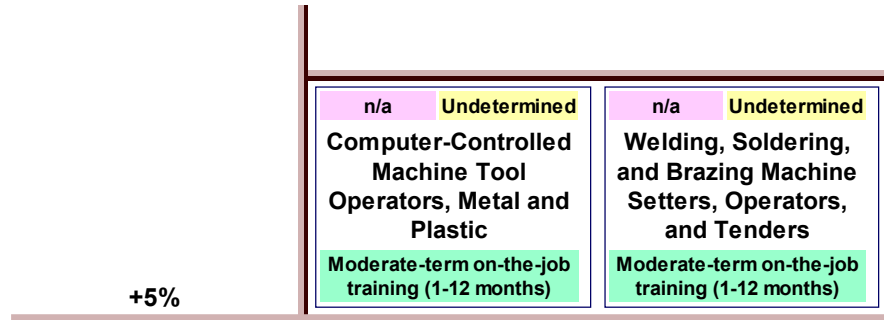 n/a Undetermined
Computer-Controlled
Machine Tool
Operators, Metal and
Plastic
Moderate-term on-the-job
training (1-12 months)
n/a Undetermined
Welding, Soldering,
and Brazing Machine
Setters, Operators,
and Tenders
Moderate-term on-the-job
training (1-12 months)
+5%